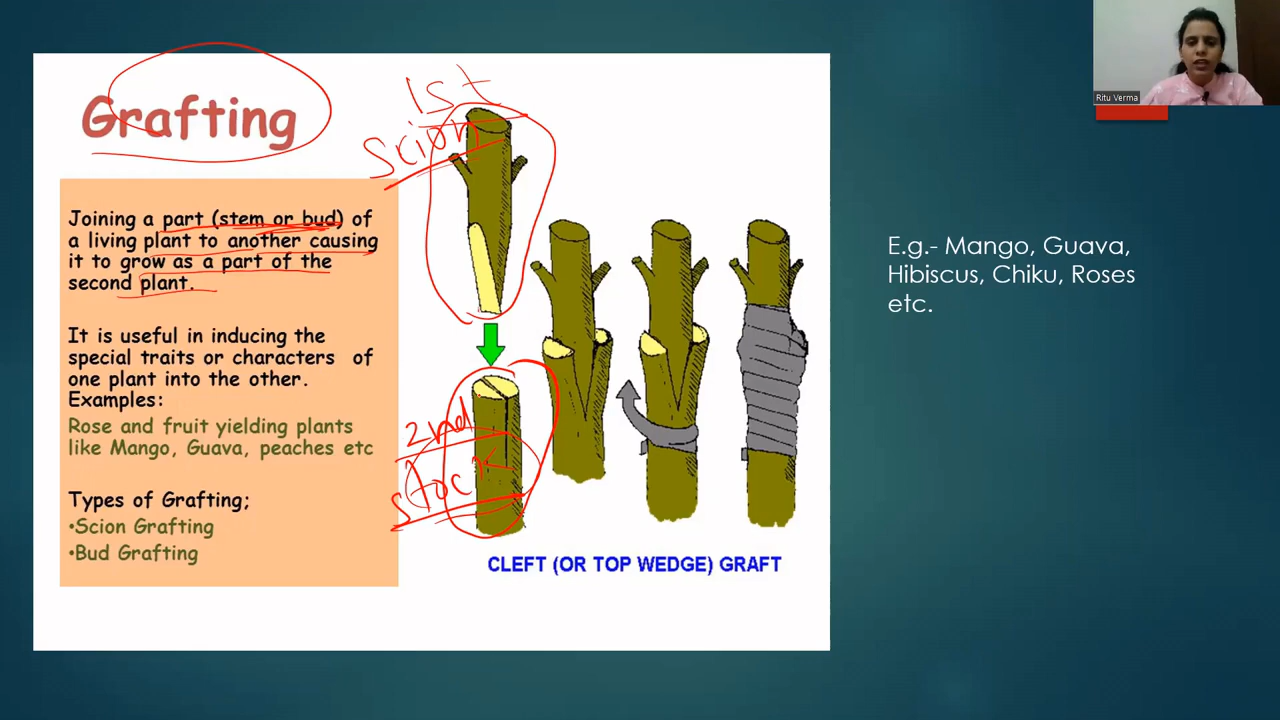 Grafting
Joining a part (stem or bud) of
a living plant to another causing
it to grow as a part of the
second plant.
It is useful in inducing the
special traits or characters of
one plant into the other.
Examples:
Rose and fruit yielding plants
like Mango, Guava, peaches etc
Types of Grafting;
•Scion Grafting
•Bud Grafting
1st
Scion
2nd
stock
CLEFT (OR TOP WEDGE) GRAFT
E.g.- Mango, Guava,
Hibiscus, Chiku, Roses
etc.
Ritu Verma